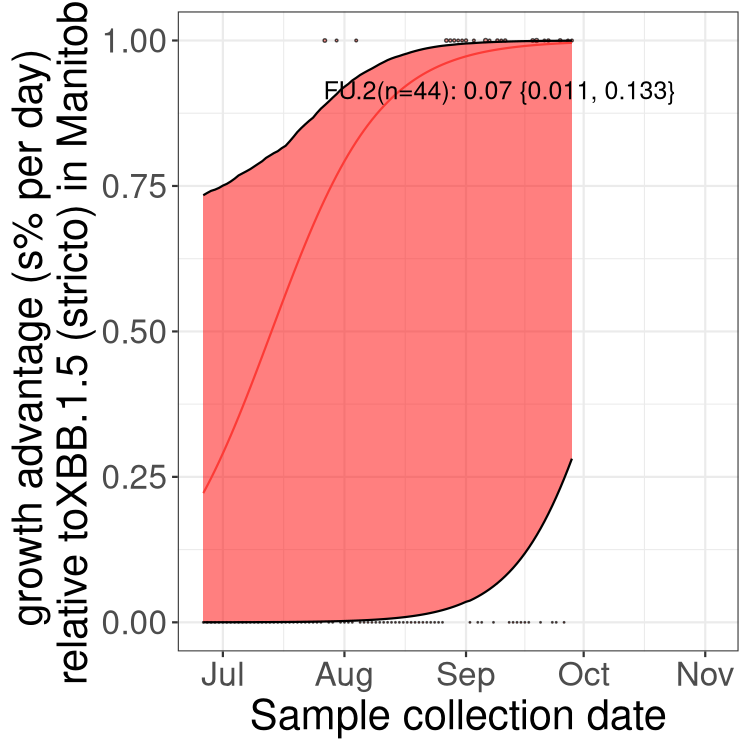 growth advantage (s% per day)
relative toXBB.1.5 (stricto) in Manitob
1.00
0.75
0.50
0.25
0.00
FU.2(n=44): 0.07 {0.011, 0.133}
Jul Aug Sep Oct Nov
Sample collection date